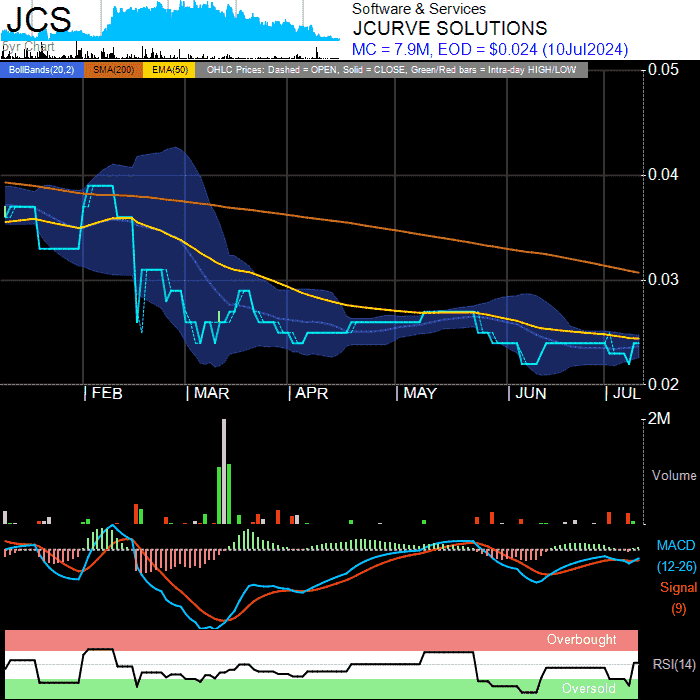 JCS
5yr Chart
Software & Services
JCURVE SOLUTIONS
MC = 7.9M, EOD = $0.024 (10Jul2024)
BollBands(20,2) SMA(200) EMA(50) OHLC Prices: Dashed = OPEN, Solid = CLOSE, Green/Red bars = Intra-day HIGH/LOW
0.05
0.04
0.03
0.02
FEB MAR APR MAY JUN JUL
2M
Volume
MACD
(12-26)
Signal
(9)
Overbought
RSI(14)
Oversold